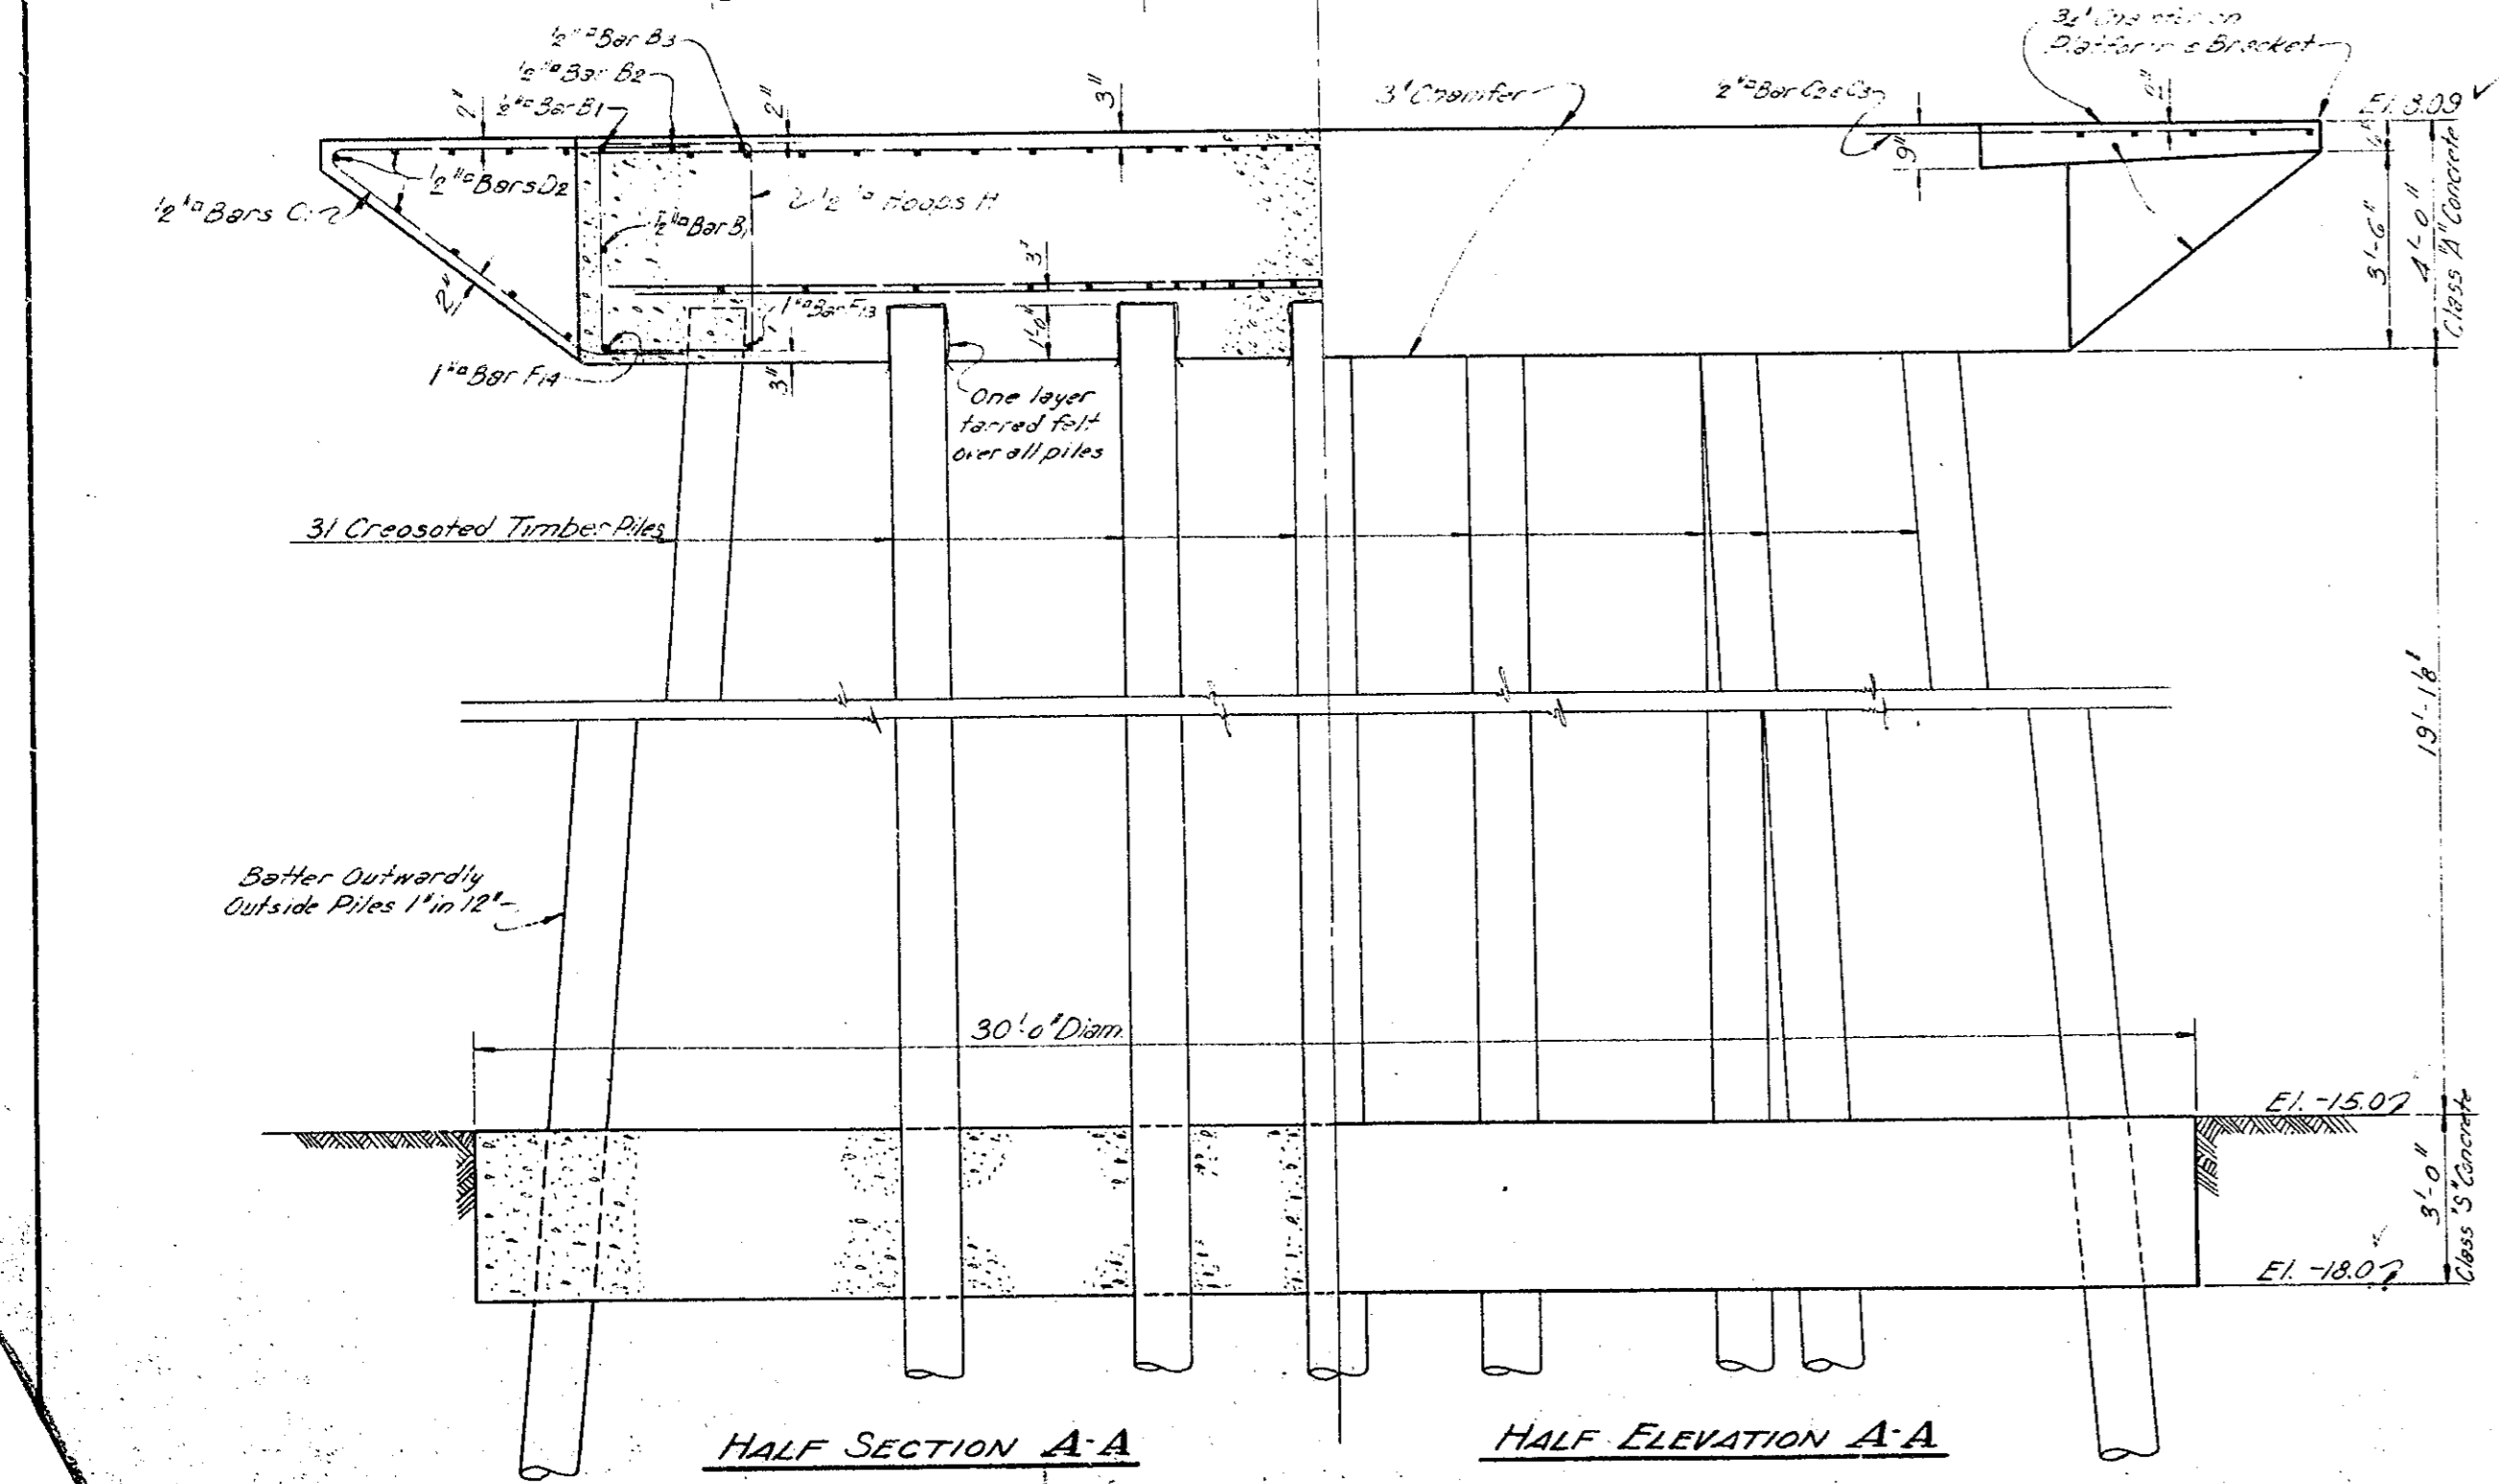 1/2"□ Bar B3
1/2"□ Bar B2
1/2"□ Bar B1
2"
2"
3"
3" Chamfer
Platform & Bracket
9"
El. 8.09 ✓
1/2"□ Bars D2
1/2"□ Bars
1/2"□ Bar B1
Hoops H
2"
3"
1'-0"
1"□ Bar F13
1"□ Bar F14
3"
3'-6"
4'-0"
Class "A" Concrete
One layer
tarred felt
over all piles
31 Creosoted Timber Piles
19'-1
Batter Outwardly
Outside Piles 1" in 12"
30'-0" Diam.
El. -15.0
3'-0"
Class "S" Concrete
El. -18.0
HALF SECTION A-A
HALF ELEVATION A-A